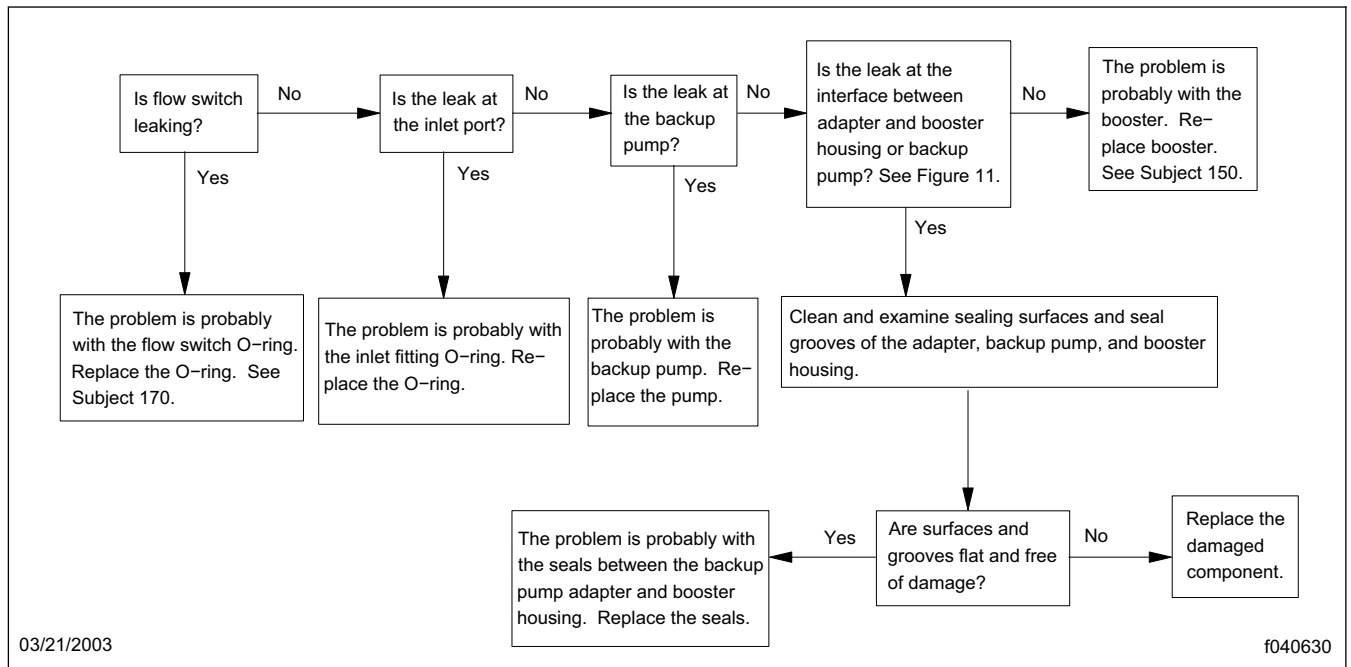 Is flow switch
leaking?
No
Yes
Is the leak at
the inlet port?
No
Yes
Is the leak at
the backup
pump?
No
Yes
Is the leak at the
interface between
adapter and booster
housing or backup
pump? See Figure 11.
No
Yes
The problem is
probably with the
booster. Re−
place booster.
See Subject 150.
The problem is probably
with the flow switch O−ring.
Replace the O−ring. See
Subject 170.
The problem is probably with
the inlet fitting O−ring. Re−
place the O−ring.
The problem is
probably with the
backup pump. Re−
place the pump.
Clean and examine sealing surfaces and seal
grooves of the adapter, backup pump, and booster
housing.
The problem is probably with
the seals between the backup
pump adapter and booster
housing. Replace the seals.
Yes
Are surfaces and
grooves flat and free
of damage?
No
Replace the
damaged
component.
03/21/2003
f040630